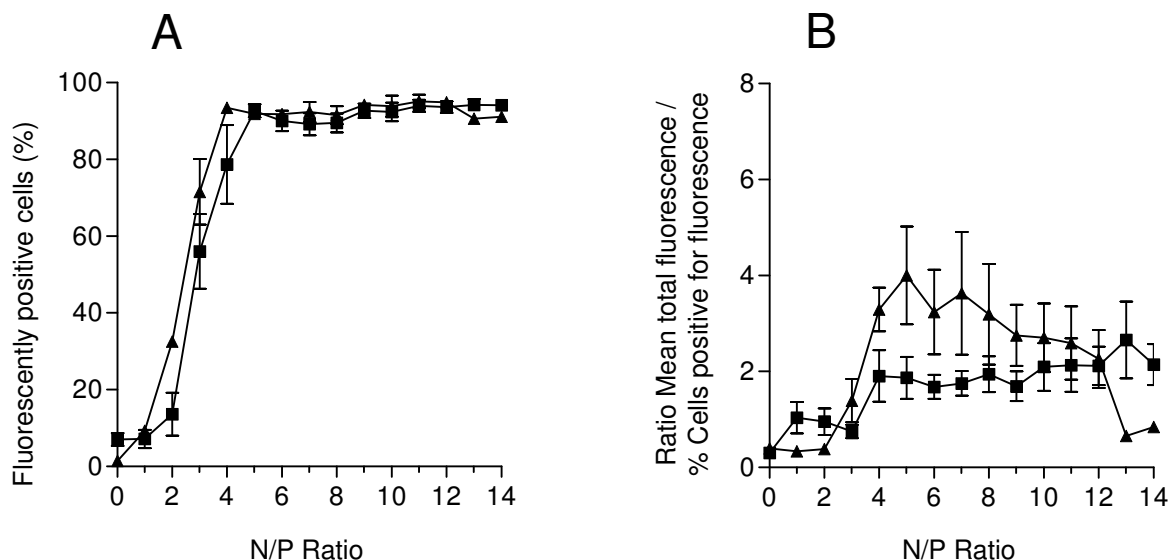 A
100
80
60
40
20
0
0 2 4 6 8 10 12 14
Fluorescently positive cells (%)
N/P Ratio
B
8
6
4
2
0
0 2 4 6 8 10 12 14
Ratio Mean total fluorescence /
% Cells positive for fluorescence
N/P Ratio